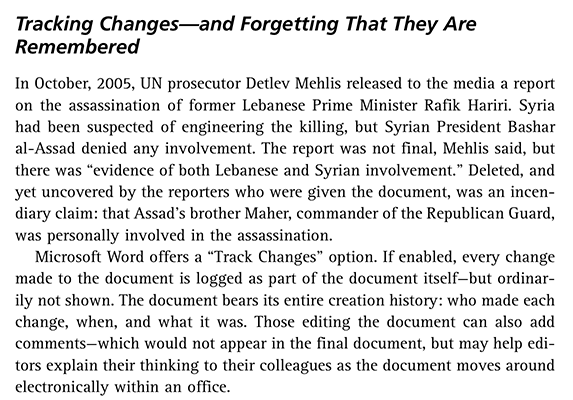 Tracking Changes—and Forgetting That They Are
Remembered
In October, 2005, UN prosecutor Detlev Mehlis released to the media a report
on the assassination of former Lebanese Prime Minister Rafik Hariri. Syria
had been suspected of engineering the killing, but Syrian President Bashar
al-Assad denied any involvement. The report was not final, Mehlis said, but
there was “evidence of both Lebanese and Syrian involvement.” Deleted, and
yet uncovered by the reporters who were given the document, was an incen-
diary claim: that Assad’s brother Maher, commander of the Republican Guard,
was personally involved in the assassination.
Microsoft Word offers a “Track Changes” option. If enabled, every change
made to the document is logged as part of the document itself—but ordinar-
ily not shown. The document bears its entire creation history: who made each
change, when, and what it was. Those editing the document can also add
comments—which would not appear in the final document, but may help edi-
tors explain their thinking to their colleagues as the document moves around
electronically within an office.